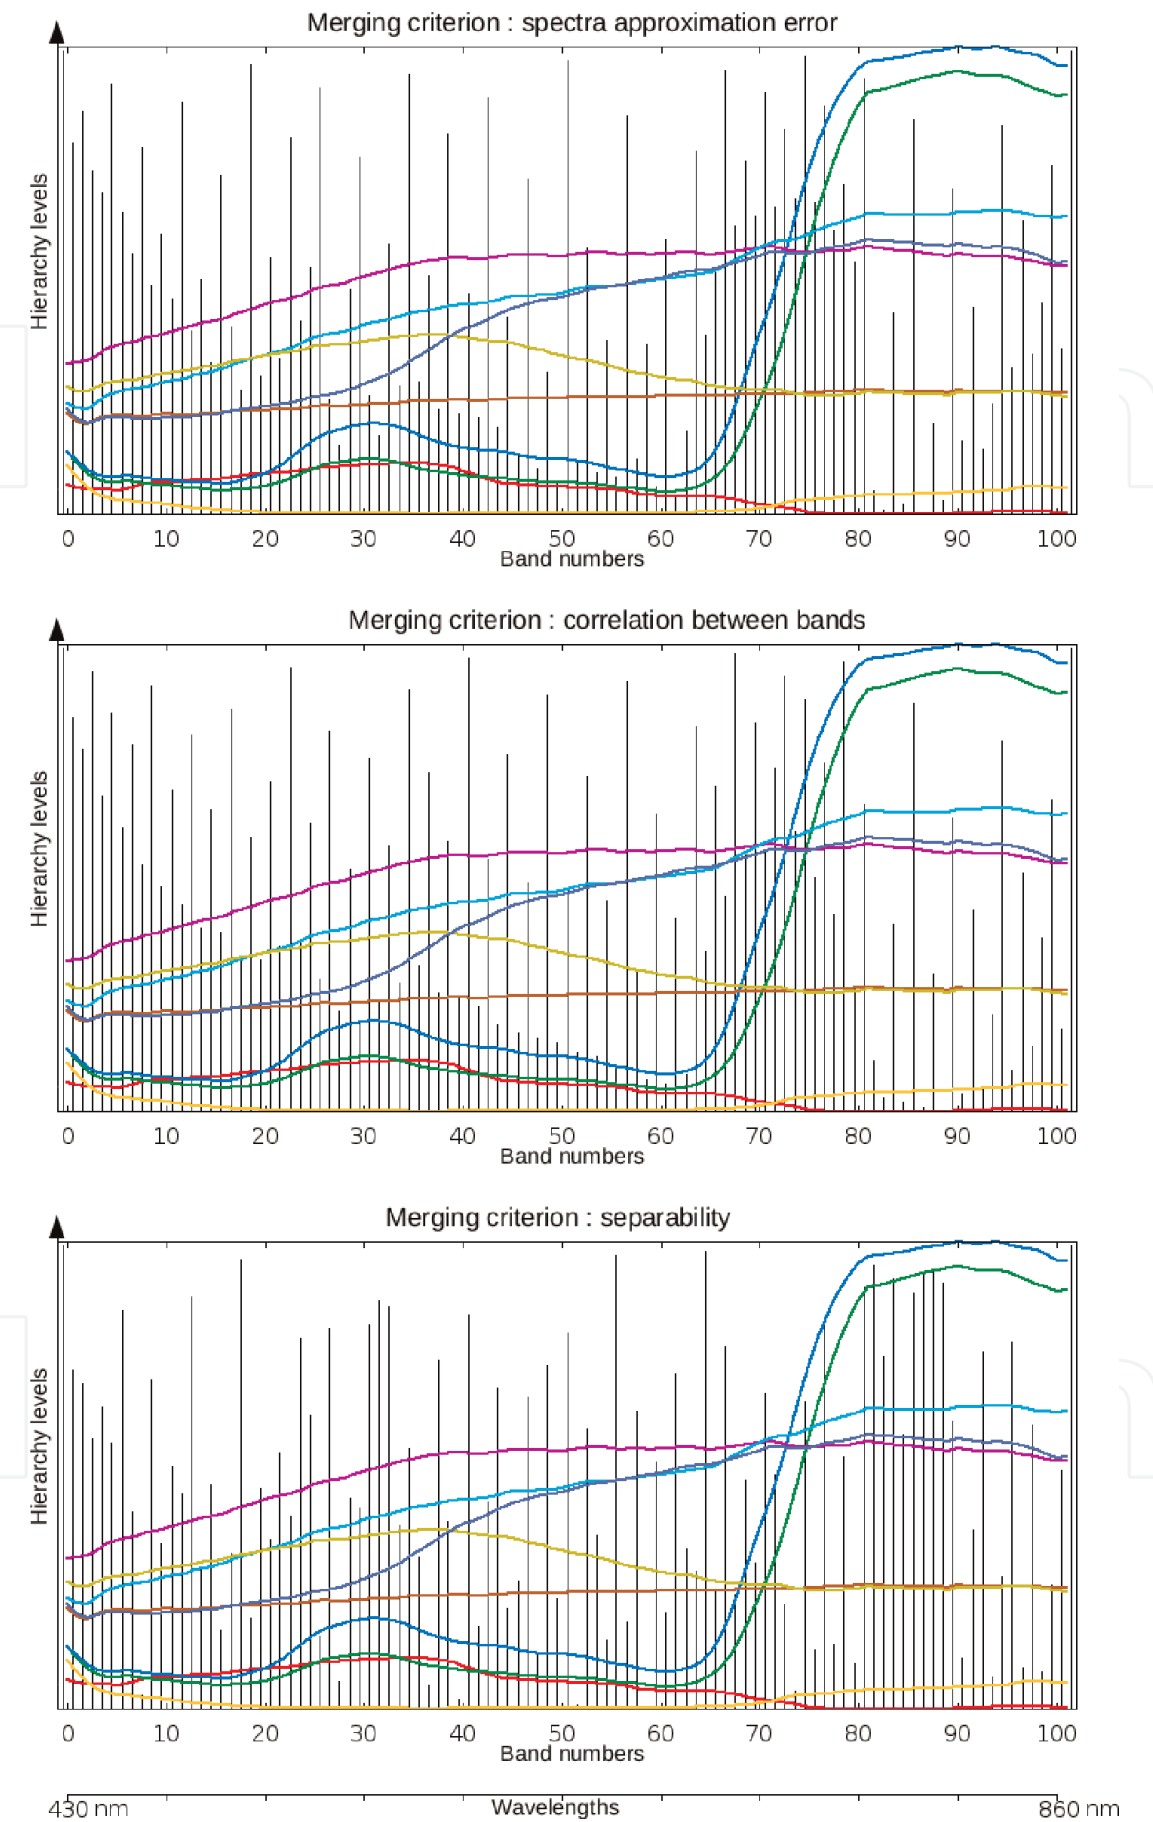 Merging criterion : spectra approximation error
Hierarchy levels
0 10 20 30 40 50 60 70 80 90 100
Band numbers
Merging criterion : correlation between bands
Hierarchy levels
0 10 20 30 40 50 60 70 80 90 100
Band numbers
Merging criterion : separability
Hierarchy levels
0 10 20 30 40 50 60 70 80 90 100
Band numbers
430 nm Wavelengths 860 nm